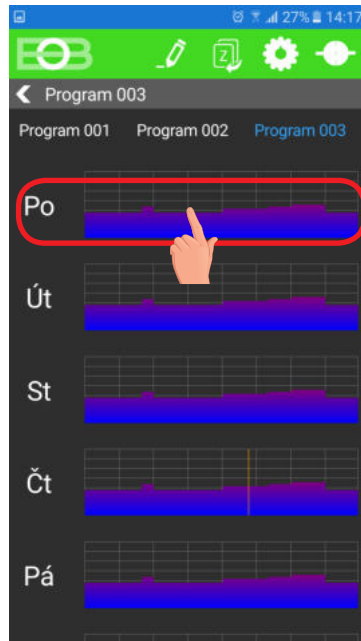 27% 14:17
EOB
Z
Program 003
Program 001 Program 002 Program 003
Po
Út
St
Čt
Pá